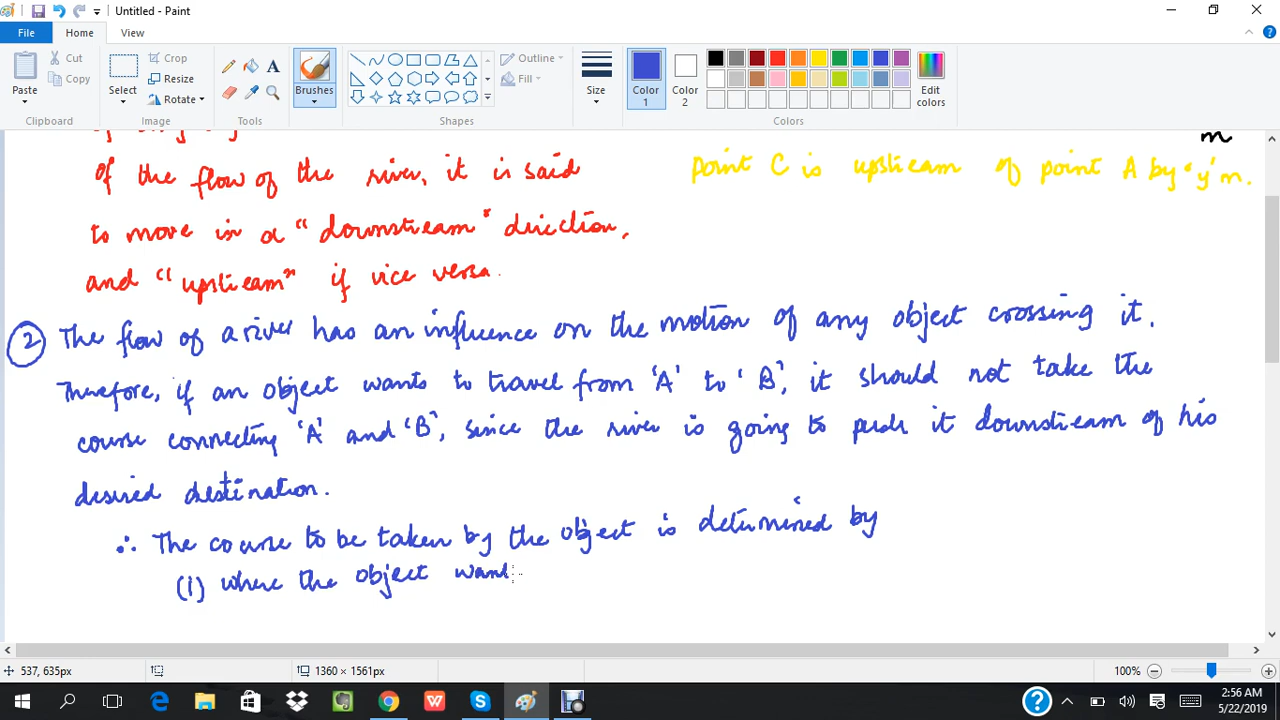 Untitled - Paint
File Home View
Paste Cut Copy Clipboard
Select Crop Resize Rotate Image
Tools
Brushes
Outline Fill Shapes
Size
Color 1 Color 2 Edit colors Colors
m
of the flow of the river, it is said
to move in a "downstream" direction,
and "upstream" if vice versa.
Point C is upstream of point A by 'y' m.
2 The flow of a river has an influence on the motion of any object crossing it.
Therefore, if an object wants to travel from 'A' to 'B', it should not take the
course connecting 'A' and 'B', since the river is going to push it downstream of his
desired destination.
∴ The course to be taken by the object is determined by
(i) where the object want
537, 635px 1360 × 1561px 100%
2:56 AM
5/22/2019